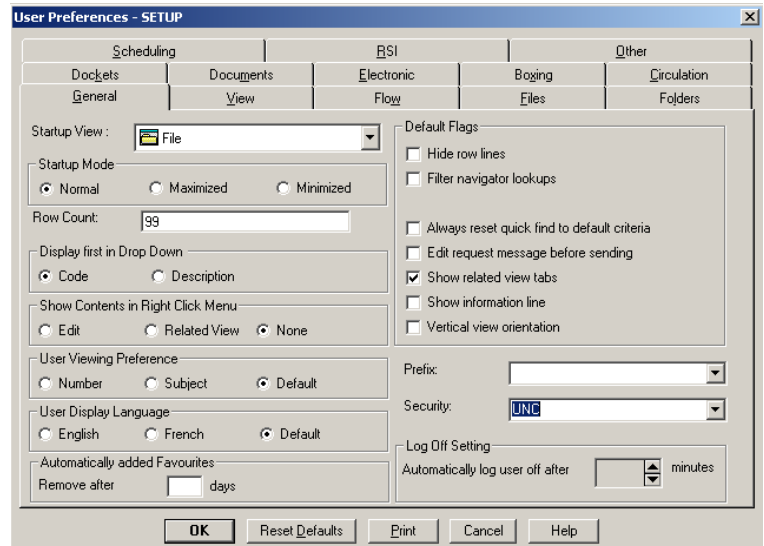 User Preferences - SETUP
Scheduling RSI Other
Dockets Documents Electronic Boxing Circulation
General View Flow Files Folders
Startup View : File
Startup Mode
Normal Maximized Minimized
Row Count: 99
Display first in Drop Down
Code Description
Show Contents in Right Click Menu
Edit Related View None
User Viewing Preference
Number Subject Default
User Display Language
English French Default
Automatically added Favourites
Remove after days
Default Flags
Hide row lines
Filter navigator lookups
Always reset quick find to default criteria
Edit request message before sending
Show related view tabs
Show information line
Vertical view orientation
Prefix:
Security: UNC
Log Off Setting
Automatically log user off after minutes
OK Reset Defaults Print Cancel Help